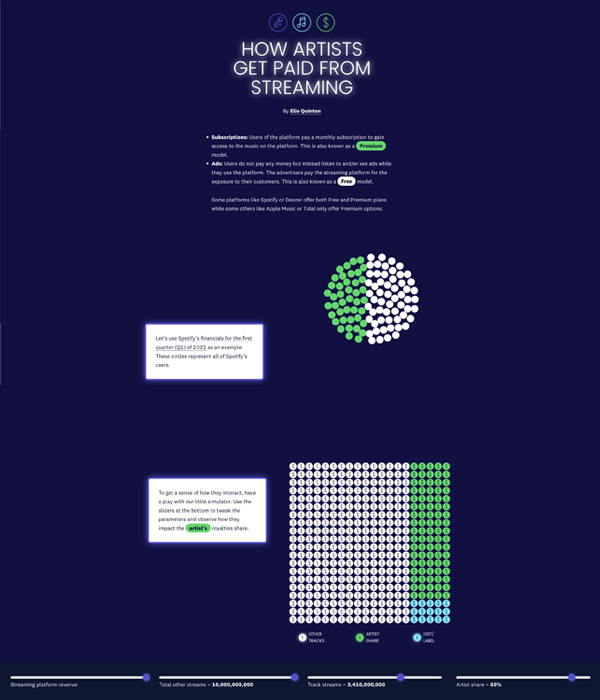 HOW ARTISTS
GET PAID FROM
STREAMING
By Elio Quinton
Subscriptions: Users of the platform pay a monthly subscription to gain
access to the music on the platform. This is also known as a Premium
model.
Ads: Users do not pay any money but instead listen to and/or see ads while
they use the platform. The advertisers pay the streaming platform for the
exposure to their customers. This is also known as a Free model.
Some platforms like Spotify or Deezer offer both Free and Premium plans
while some others like Apple Music or Tidal only offer Premium options.
Let's use Spotify's financials for the first
quarter (Q1) of 2022 as an example.
These circles represent all of Spotify's
users.
To get a sense of how they interact, have
a play with our little simulator. Use the
sliders at the bottom to tweak the
parameters and observe how they
impact the artist's royalties share.
OTHER
TRACKS
ARTIST
SHARE
DIST/
LABEL
Streaming platform revenue
Total other streams ~ 10,000,000,000
Track streams ~ 3,410,000,000
Artist share ~ 85%